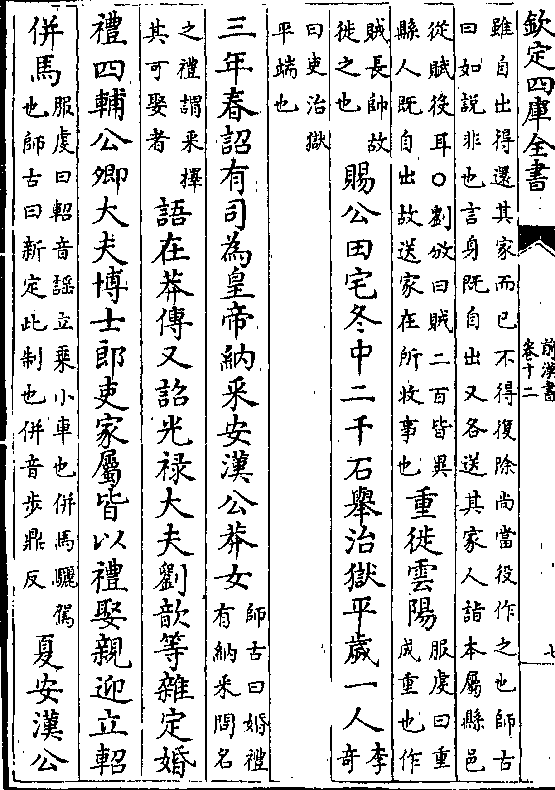 欽定四庫全書
前漢書
卷十二
七
雖自出得還其家而已不得復除尚當役作之也師古
曰如説非也言身既自出又各送其家人詣本屬縣邑
從賦役耳○劉攽曰賊二百皆異
縣人既自出故送家在所收事也
重徙雲陽
服虔曰重
成重也作
賊長帥故
徙之也
賜公田宅冬中二千石舉治獄平歲一人
李
奇
曰吏治獄
平端也
三年春詔有司為皇帝納采安漢公莽女
師古曰婚禮
有納采問名
之禮謂采擇
其可娶者
語在莽傳又詔光禄大夫劉歆等雜定婚
禮四輔公卿大夫博士郎吏家屬皆以禮娶親迎立軺
併馬
服虔曰軺音謠立乘小車也併馬驪駕
也師古曰新定此制也併音步鼎反
夏安漢公